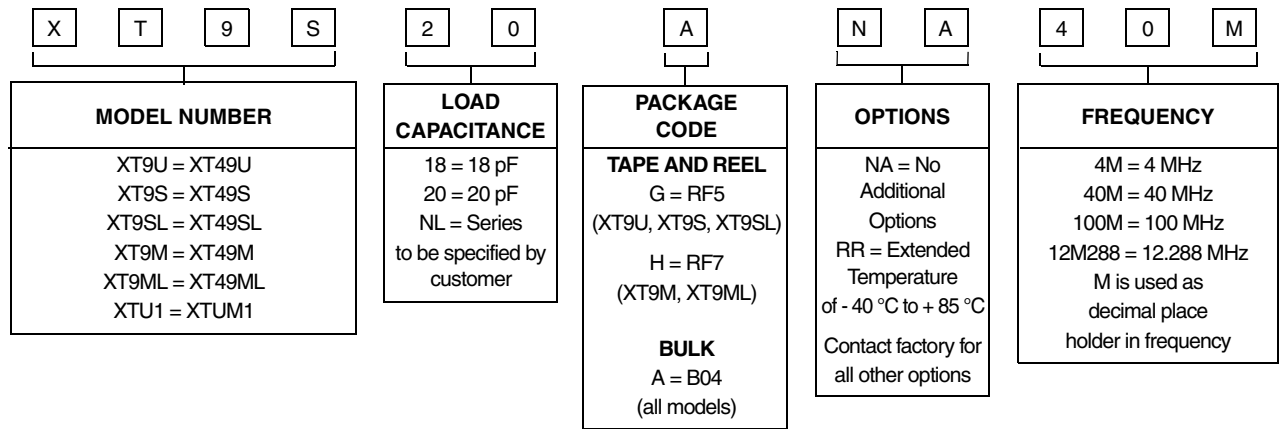 X T 9 S 2 0 A N A 4 0 M
MODEL NUMBER
XT9U = XT49U
XT9S = XT49S
XT9SL = XT49SL
XT9M = XT49M
XT9ML = XT49ML
XTU1 = XTUM1
LOAD
CAPACITANCE
18 = 18 pF
20 = 20 pF
NL = Series
to be specified by
customer
PACKAGE
CODE
TAPE AND REEL
G = RF5
(XT9U, XT9S, XT9SL)
H = RF7
(XT9M, XT9ML)
BULK
A = B04
(all models)
OPTIONS
NA = No
Additional
Options
RR = Extended
Temperature
of - 40 °C to + 85 °C
Contact factory for
all other options
FREQUENCY
4M = 4 MHz
40M = 40 MHz
100M = 100 MHz
12M288 = 12.288 MHz
M is used as
decimal place
holder in frequency